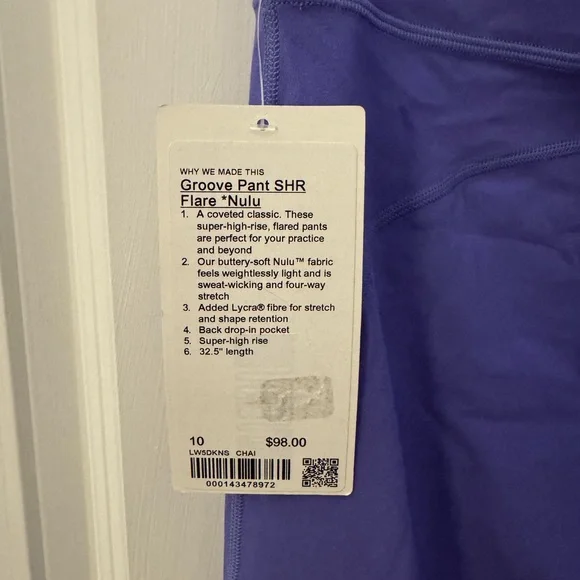 WHY WE MADE THIS
Groove Pant SHR
Flare *Nulu
1. A coveted classic. These
super-high-rise, flared pants
are perfect for your practice
and beyond
2. Our buttery-soft Nulu™ fabric
feels weightlessly light and is
sweat-wicking and four-way
stretch
3. Added Lycra® fibre for stretch
and shape retention
4. Back drop-in pocket
5. Super-high rise
6. 32.5" length
10 $98.00
LW5DKNS CHAI
000143478972